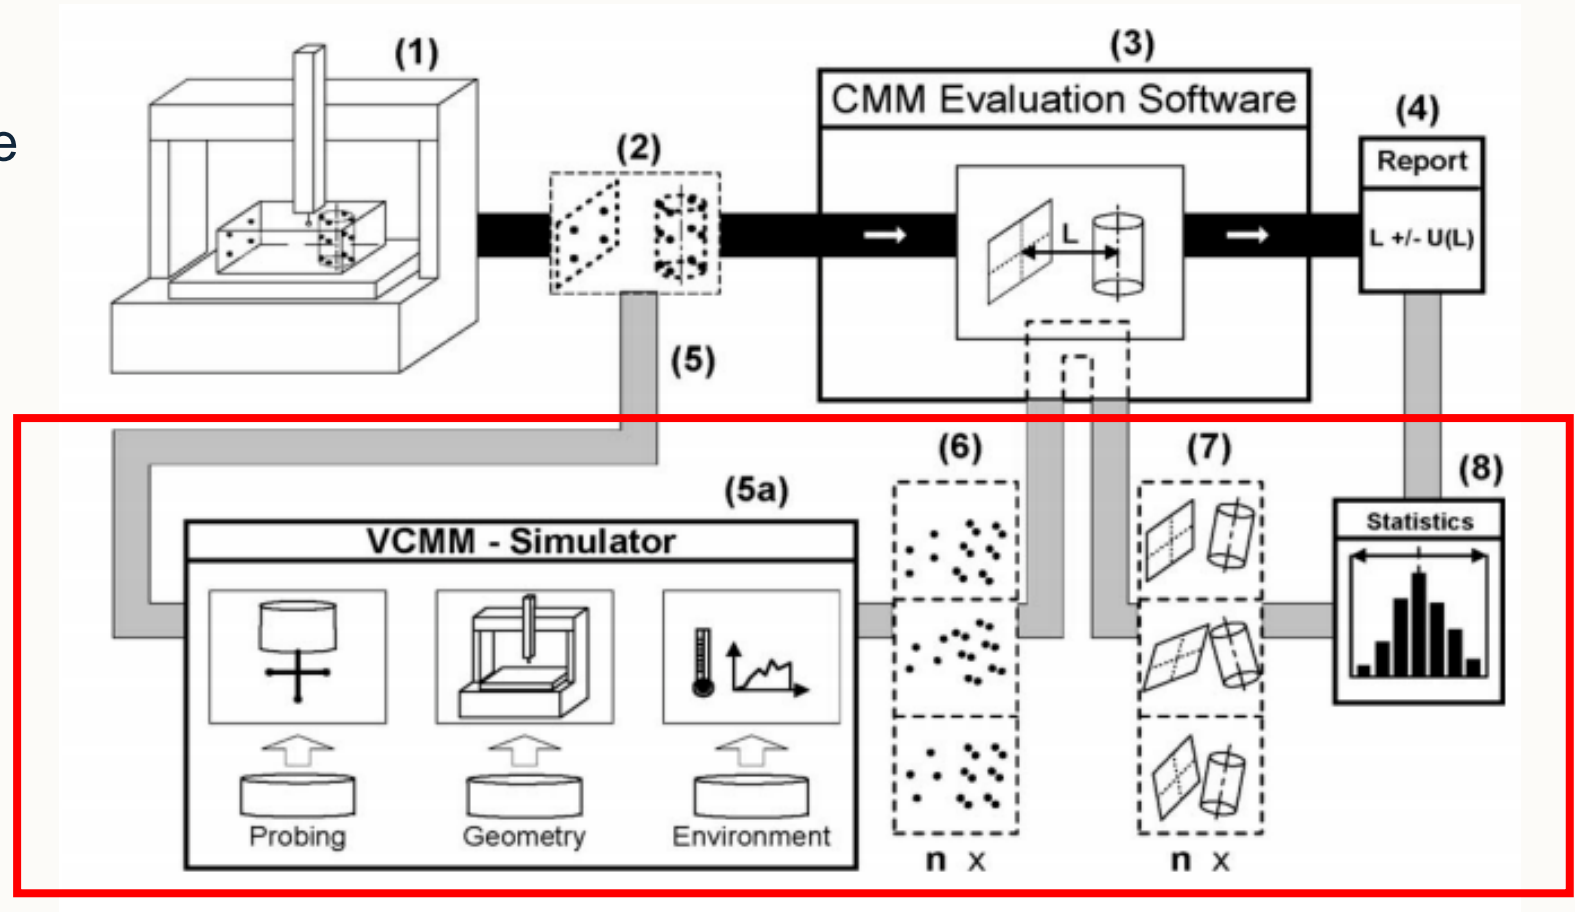 (1)
(3)
CMM Evaluation Software
(4)
e
(2)
Report
L
L +/- U(L)
(5)
(6)
(7)
(8)
(5a)
Statistics
VCMM - Simulator
Probing
Geometry
Environment
n x
n x